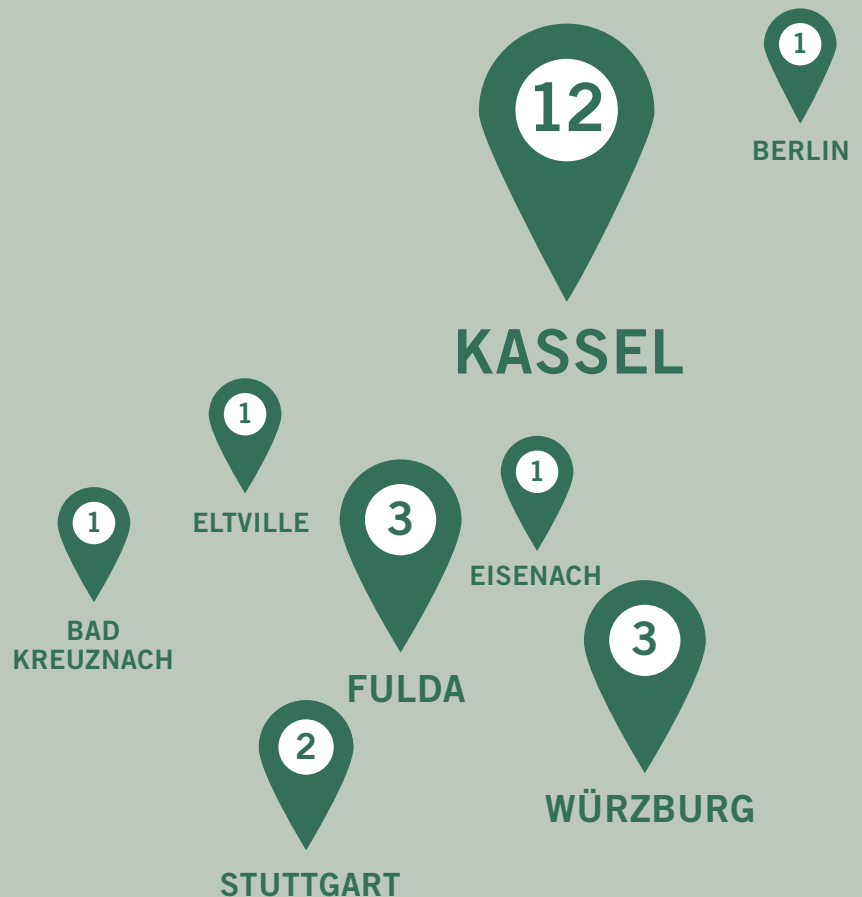 1
BERLIN
12
KASSEL
1
ELTVILLE
1
BAD
KREUZNACH
3
FULDA
1
EISENACH
3
WÜRZBURG
2
STUTTGART